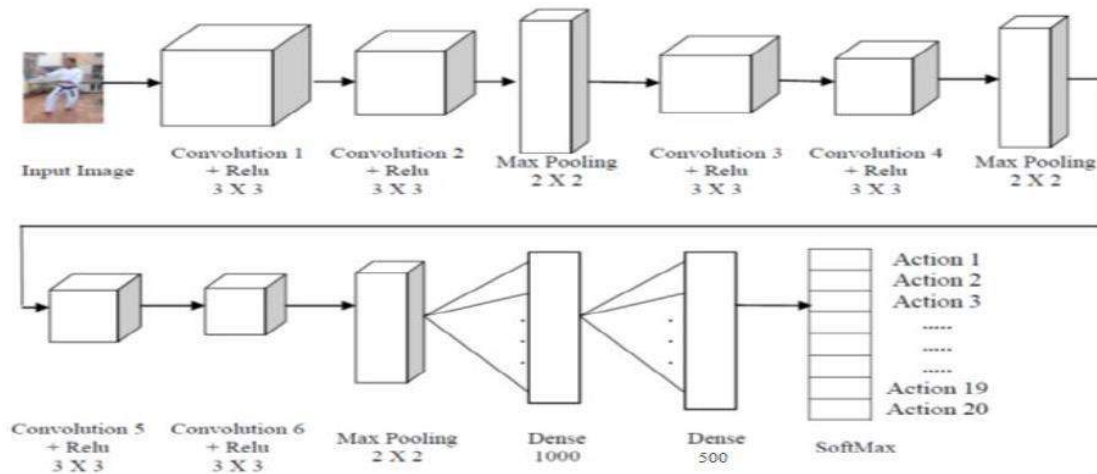 Input Image
Convolution 1
+ Relu
3 X 3
Convolution 2
+ Relu
3 X 3
Max Pooling
2 X 2
Convolution 3
+ Relu
3 X 3
Convolution 4
+ Relu
3 X 3
Max Pooling
2 X 2
Action 1
Action 2
Action 3
.....
.....
.....
Action 19
Action 20
Convolution 5
+ Relu
3 X 3
Convolution 6
+ Relu
3 X 3
Max Pooling
2 X 2
Dense
1000
Dense
500
SoftMax